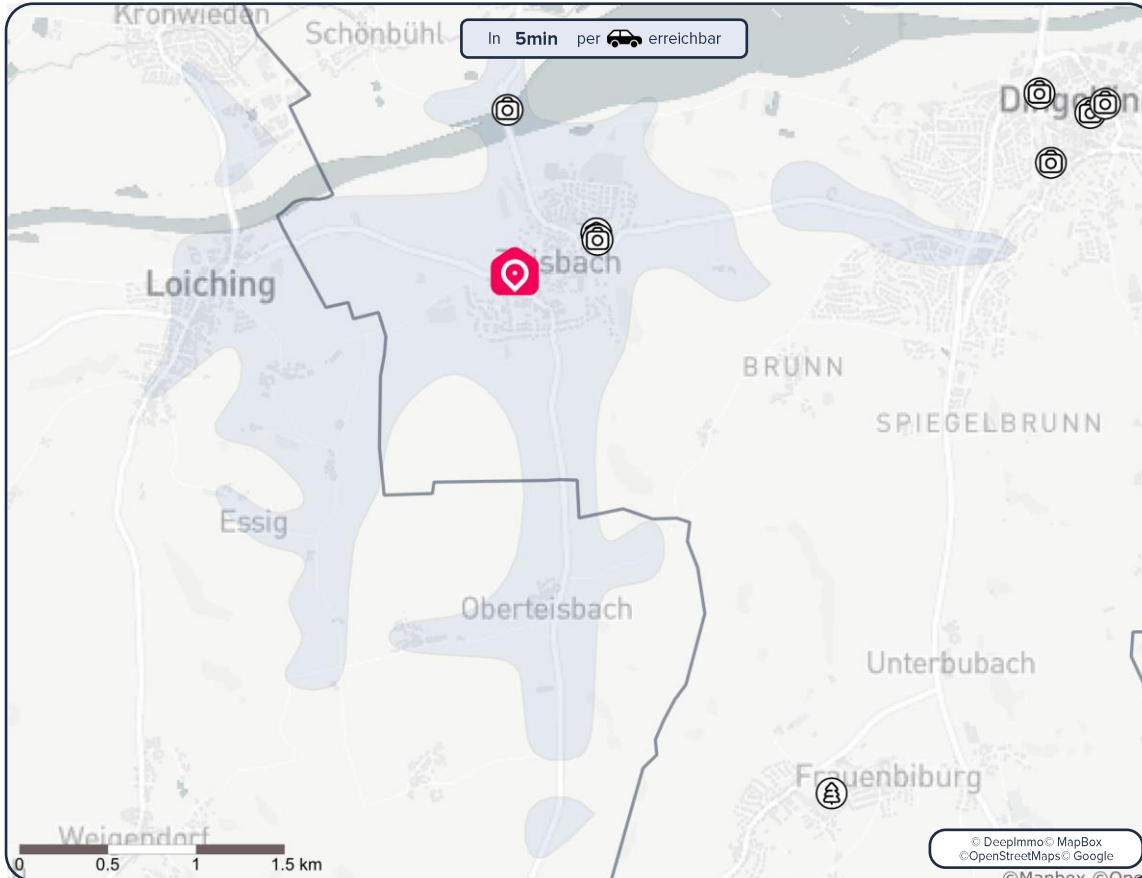 Kronwieden
Schönbühl
In 5min per erreichbar
Loiching
BRUNN
SPIEGELBRUNN
Essig
Oberteisbach
Unterbubach
Frauenbiburg
Weigendorf
0 0.5 1 1.5 km
© DeepImmo© MapBox
©OpenStreetMaps© Google